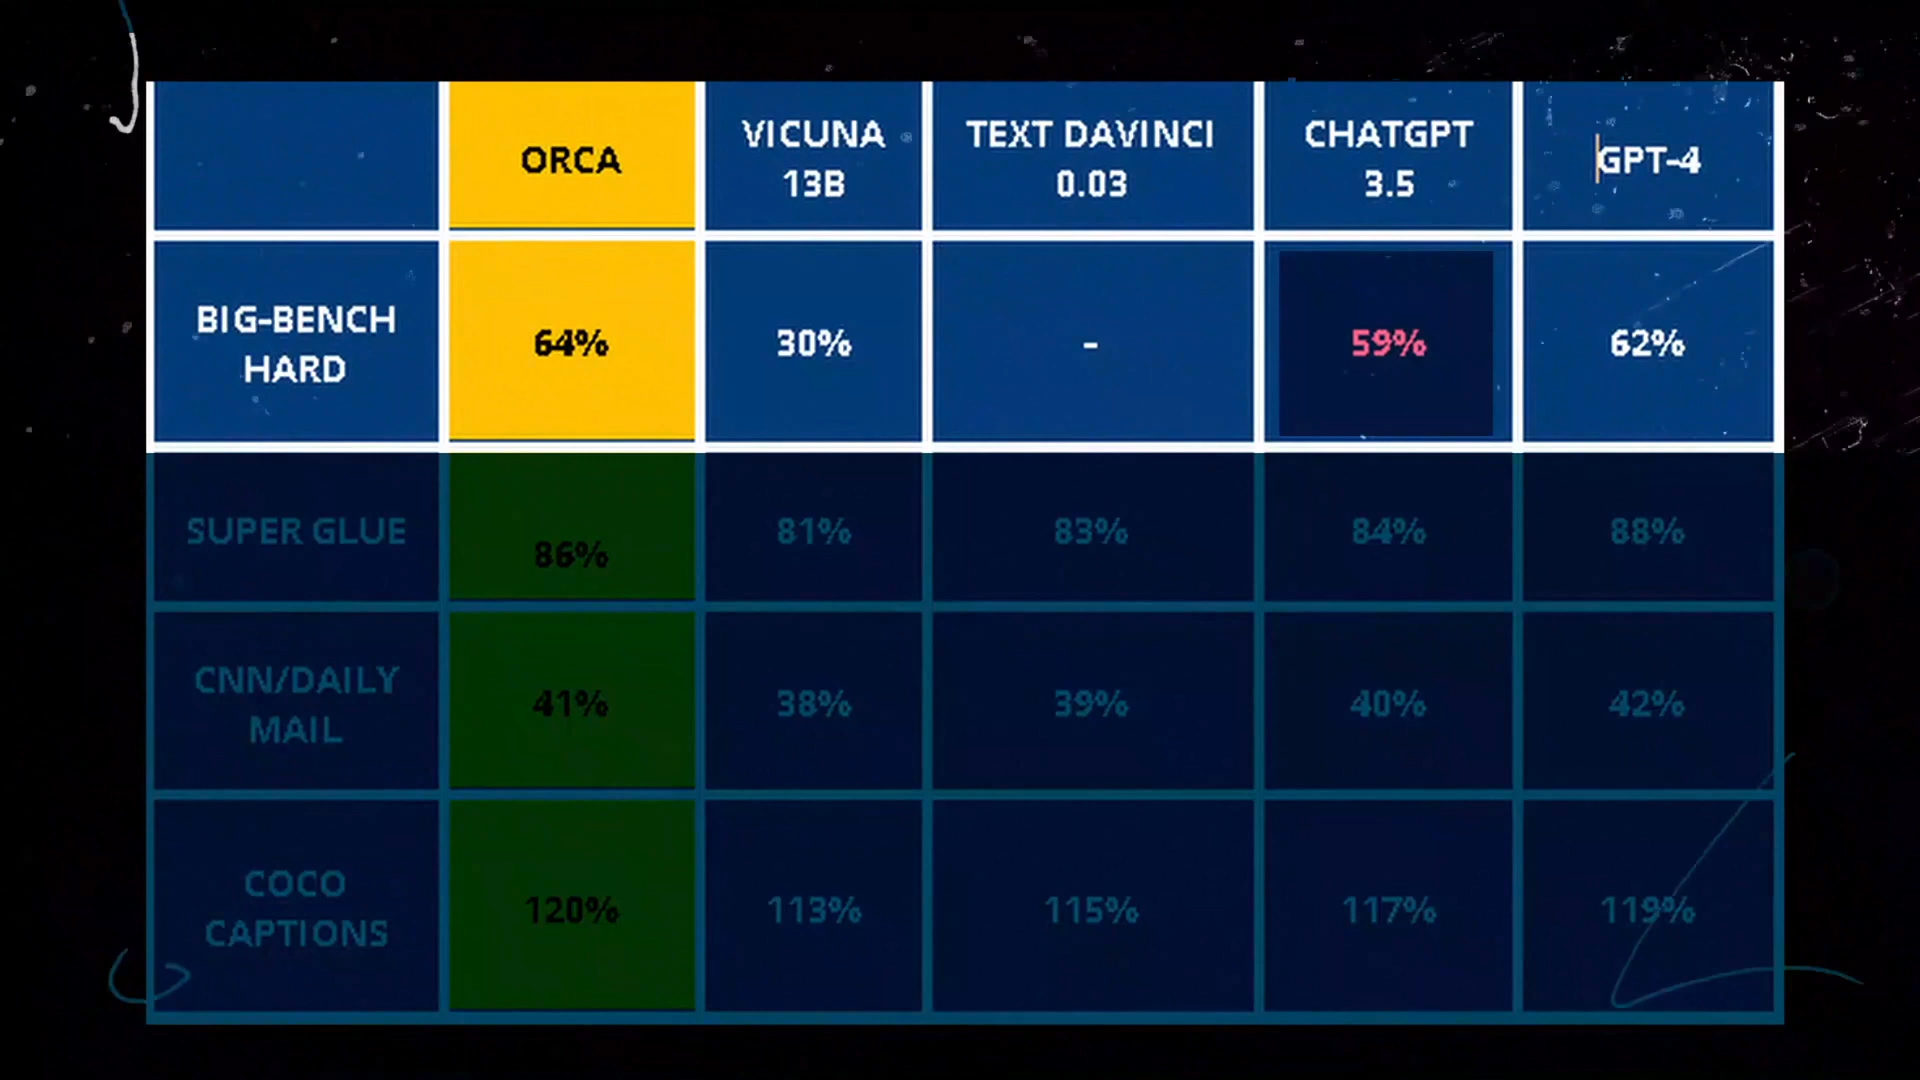 ORCA
VICUNA
13B
TEXT DAVINCI
0.03
CHATGPT
3.5
GPT-4
BIG-BENCH
HARD
64%
30%
-
59%
62%
SUPER GLUE
86%
81%
83%
84%
88%
CNN/DAILY
MAIL
41%
38%
39%
40%
42%
COCO
CAPTIONS
120%
113%
115%
117%
119%